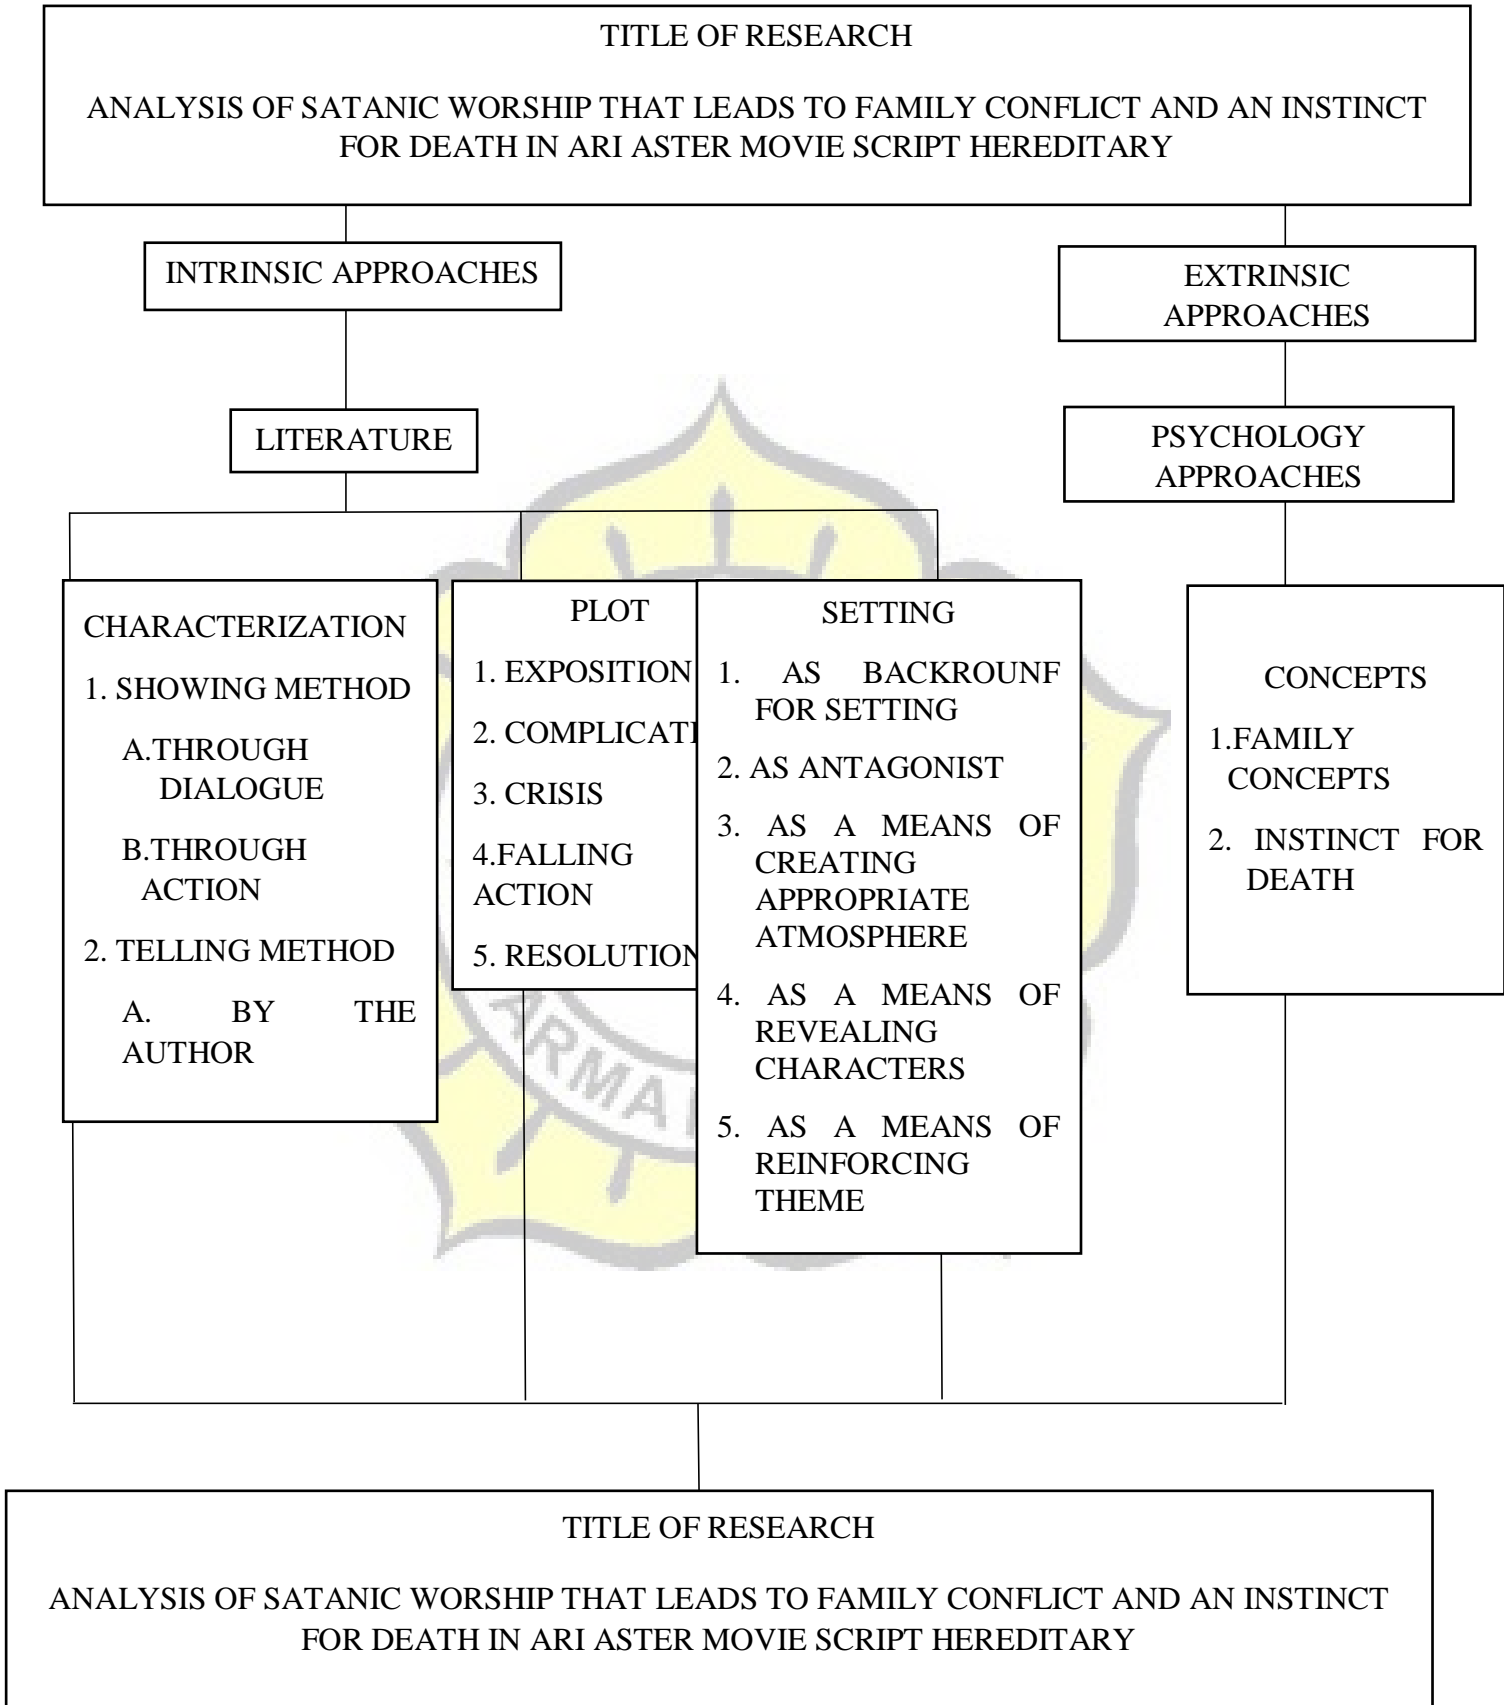 TITLE OF RESEARCH
ANALYSIS OF SATANIC WORSHIP THAT LEADS TO FAMILY CONFLICT AND AN INSTINCT
FOR DEATH IN ARI ASTER MOVIE SCRIPT HEREDITARY
INTRINSIC APPROACHES
EXTRINSIC
APPROACHES
LITERATURE
PSYCHOLOGY
APPROACHES
CHARACTERIZATION
1. SHOWING METHOD
A.THROUGH
DIALOGUE
B.THROUGH
ACTION
2. TELLING METHOD
A. BY THE
AUTHOR
PLOT
1. EXPOSITION
2. COMPLICATI
3. CRISIS
4.FALLING
ACTION
5. RESOLUTION
SETTING
1. AS BACKROUNF
FOR SETTING
2. AS ANTAGONIST
3. AS A MEANS OF
CREATING
APPROPRIATE
ATMOSPHERE
4. AS A MEANS OF
REVEALING
CHARACTERS
5. AS A MEANS OF
REINFORCING
THEME
CONCEPTS
1.FAMILY
CONCEPTS
2. INSTINCT FOR
DEATH
ARMA
TITLE OF RESEARCH
ANALYSIS OF SATANIC WORSHIP THAT LEADS TO FAMILY CONFLICT AND AN INSTINCT
FOR DEATH IN ARI ASTER MOVIE SCRIPT HEREDITARY